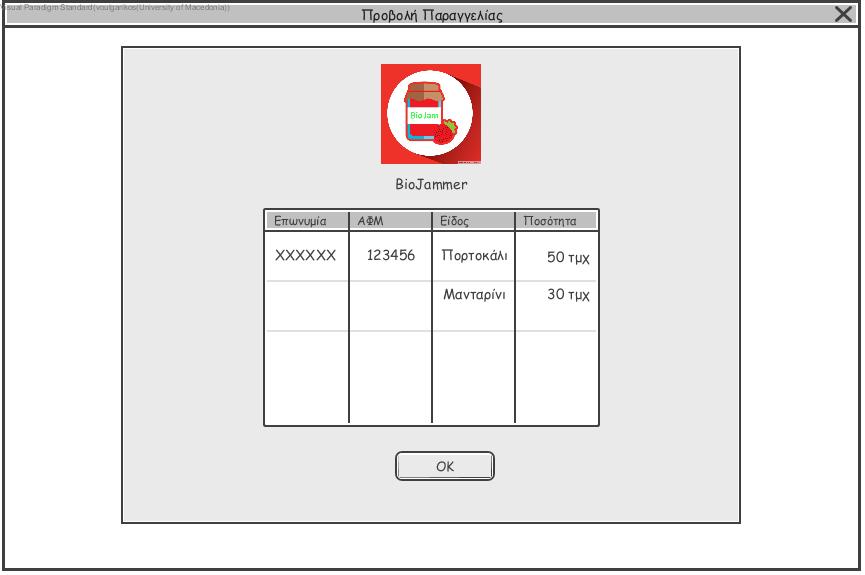 Visual Paradigm Standard(voulgarikos(University of Macedonia))
Προβολή Παραγγελίας
BioJam
BioJammer
Επωνυμία ΑΦΜ Είδος Ποσότητα
XXXXXX 123456 Πορτοκάλι 50 τμχ
Μανταρίνι 30 τμχ
OK